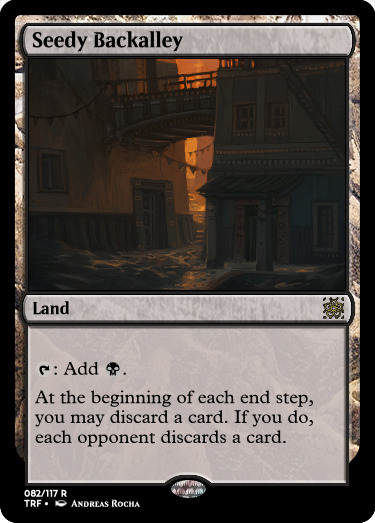 Seedy Backalley
Land
: Add .
At the beginning of each end step,
you may discard a card. If you do,
each opponent discards a card.
082/117 R
TRF • Andreas Rocha